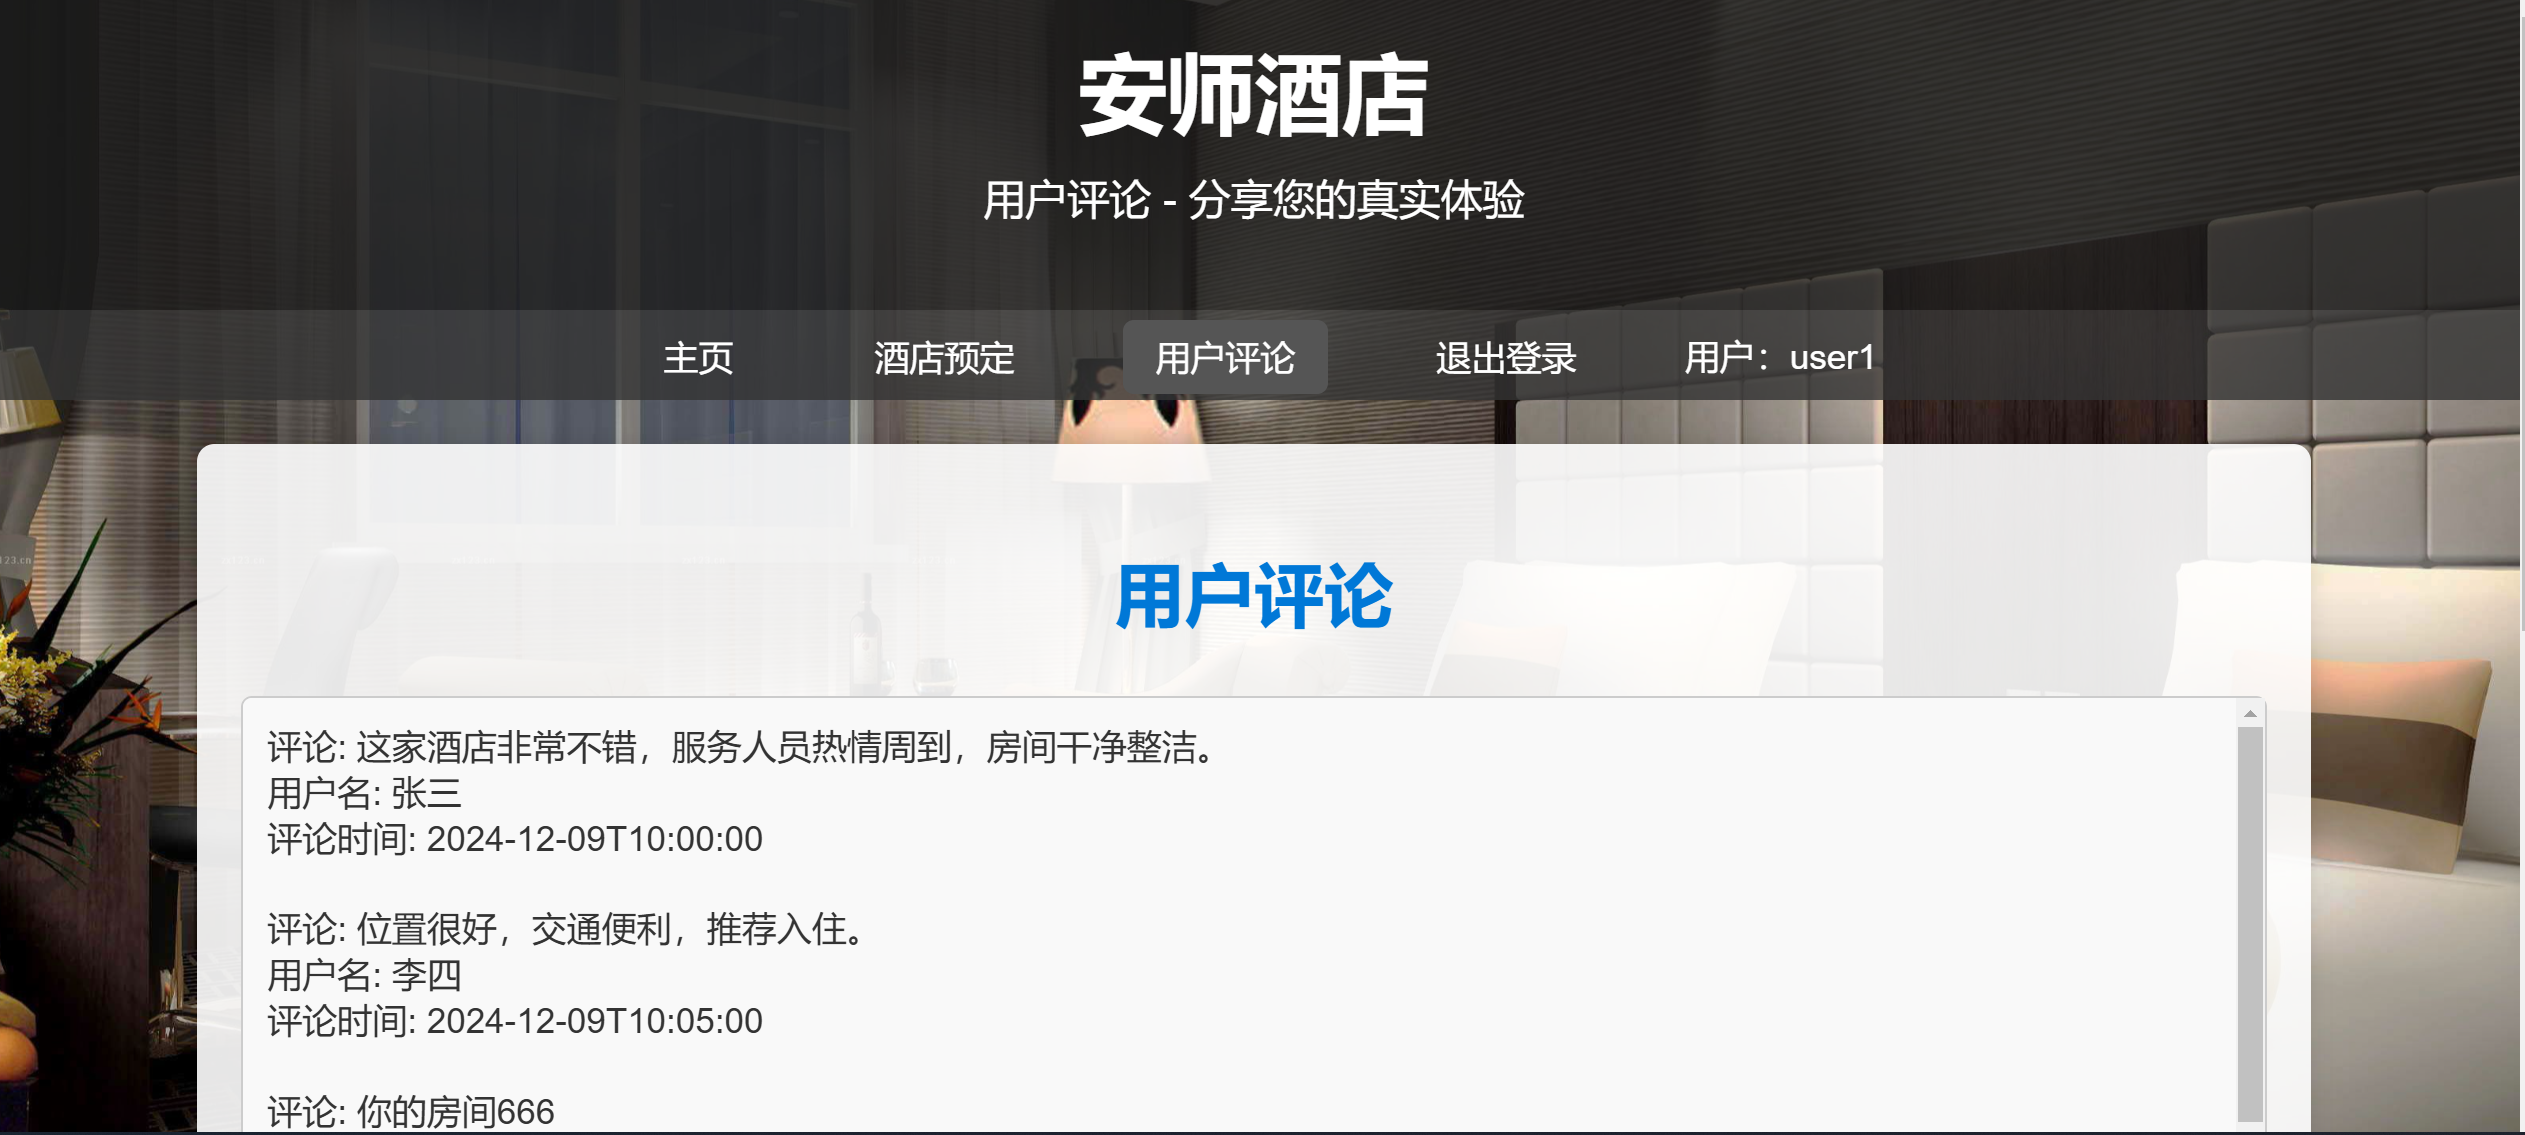 安师酒店
用户评论 - 分享您的真实体验
主页
酒店预定
用户评论
退出登录
用户：user1
用户评论
评论: 这家酒店非常不错，服务人员热情周到，房间干净整洁。
用户名: 张三
评论时间: 2024-12-09T10:00:00
评论: 位置很好，交通便利，推荐入住。
用户名: 李四
评论时间: 2024-12-09T10:05:00
评论: 你的房间666